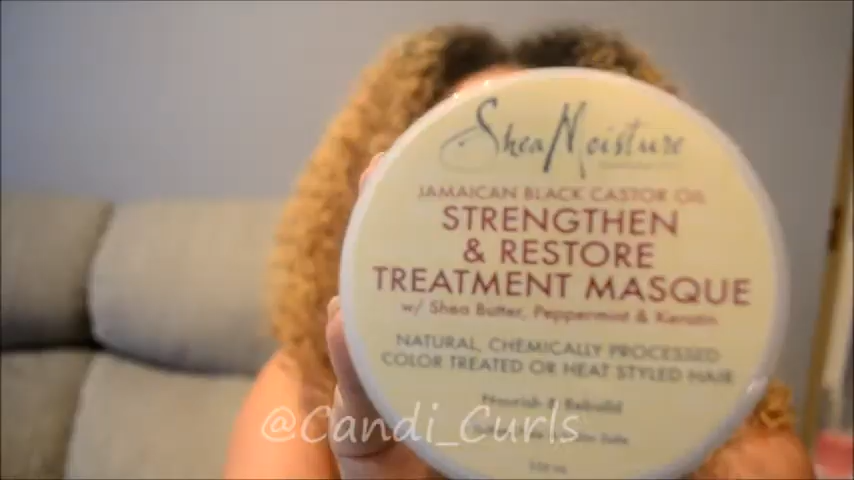 SheaMoisture
JAMAICAN BLACK CASTOR OIL
STRENGTHEN
& RESTORE
TREATMENT MASQUE
w/ Shea Butter, Peppermint & Keratin
NATURAL, CHEMICALLY PROCESSED
COLOR TREATED OR HEAT STYLED HAIR
Nourish & Rebuild
@Candi_Curls